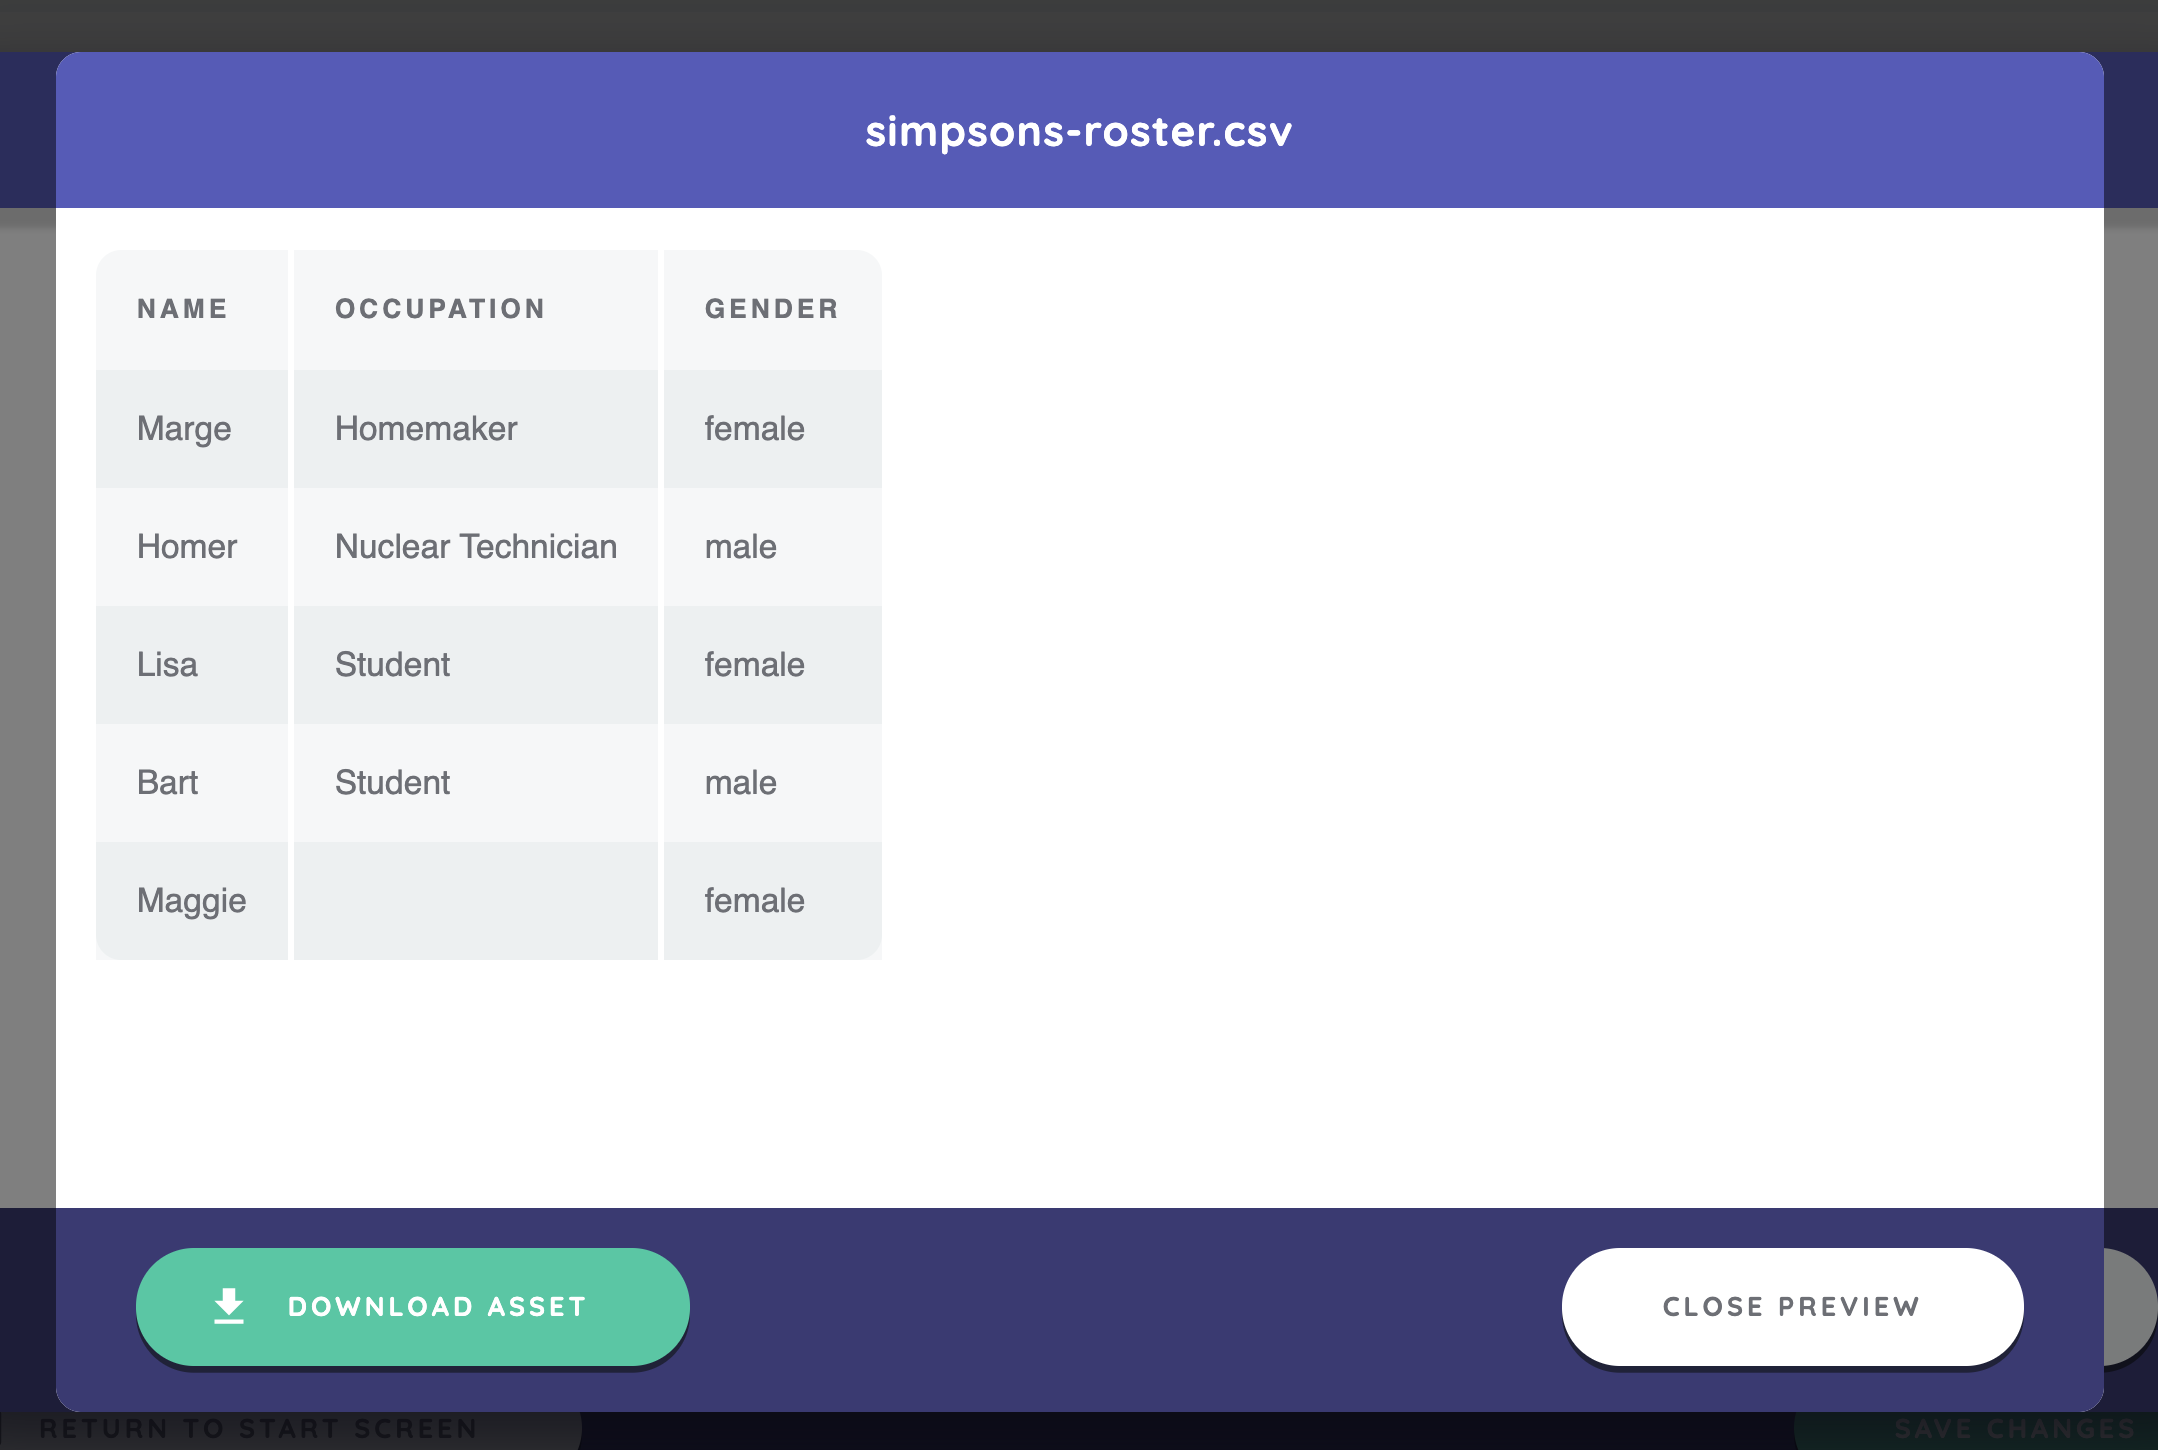 simpsons-roster.csv
NAME OCCUPATION GENDER
Marge Homemaker female
Homer Nuclear Technician male
Lisa Student female
Bart Student male
Maggie female
DOWNLOAD ASSET CLOSE PREVIEW
RETURN TO START SCREEN SAVE CHANGES